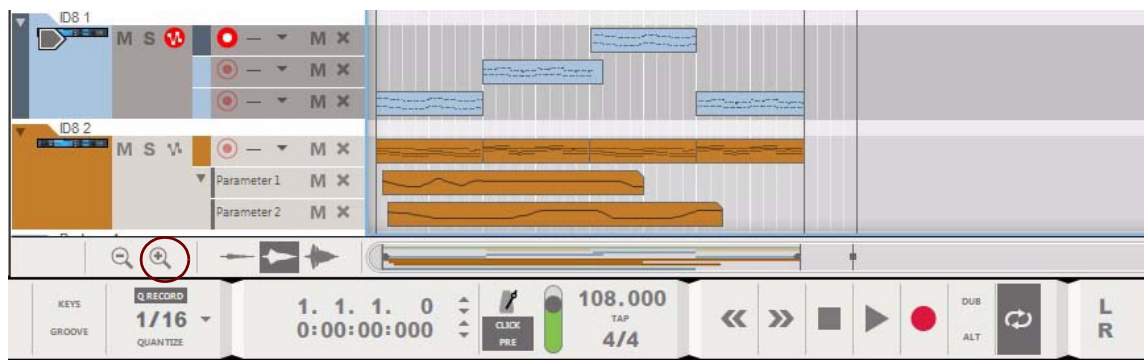 ID8 1
M S M ✕
M ✕
M ✕
ID8 2
M S M ✕
Parameter 1 M ✕
Parameter 2 M ✕
KEYS
GROOVE
Q RECORD
1/16
QUANTIZE
1. 1. 1. 0
0:00:00:000
CLICK
PRE
108.000
TAP
4/4
DUB
ALT
L
R